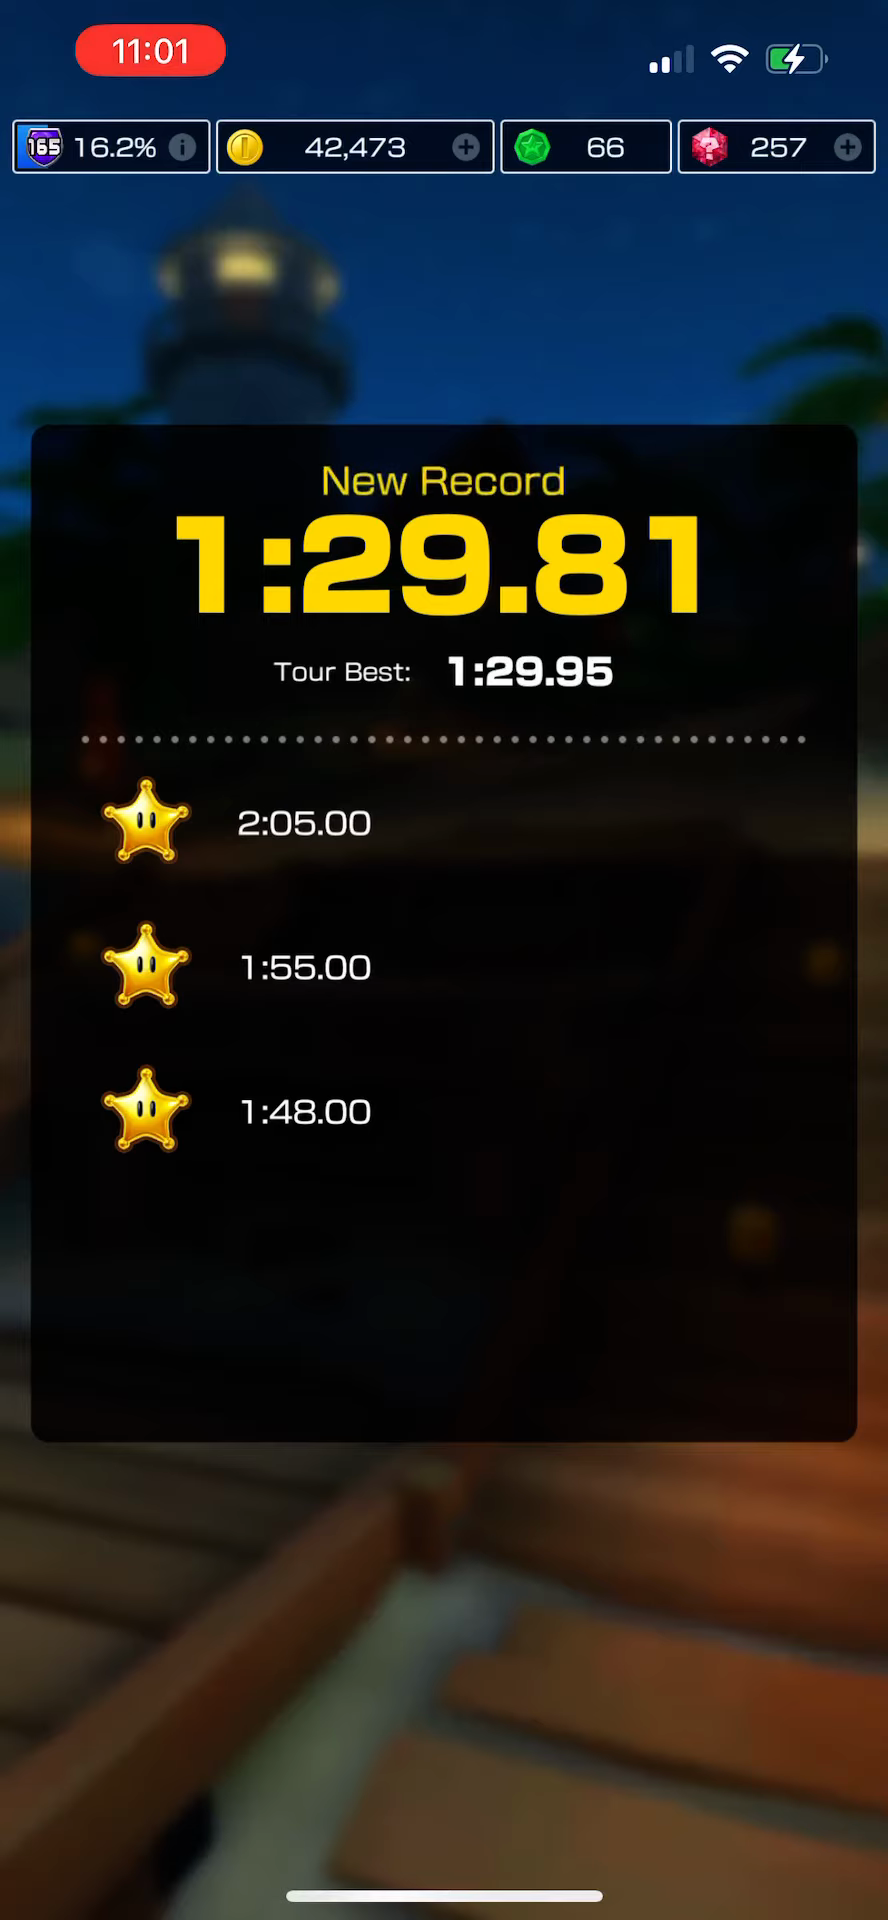 11:01
165 16.2% i 42,473 + 66 257 +
New Record
1:29.81
Tour Best: 1:29.95
2:05.00
1:55.00
1:48.00